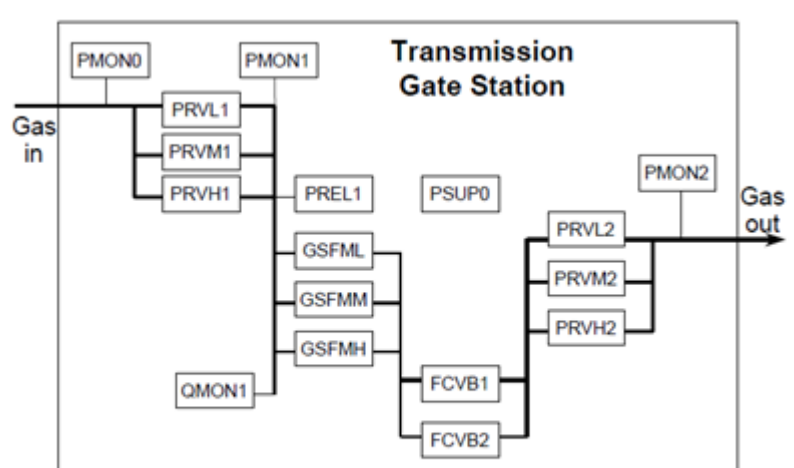 Transmission
Gate Station
PMON0
PMON1
PRVL1
Gas
in
PRVM1
PRVH1
PREL1
PSUP0
PMON2
Gas
out
PRVL2
GSFML
PRVM2
GSFMM
PRVH2
GSFMH
QMON1
FCVB1
FCVB2